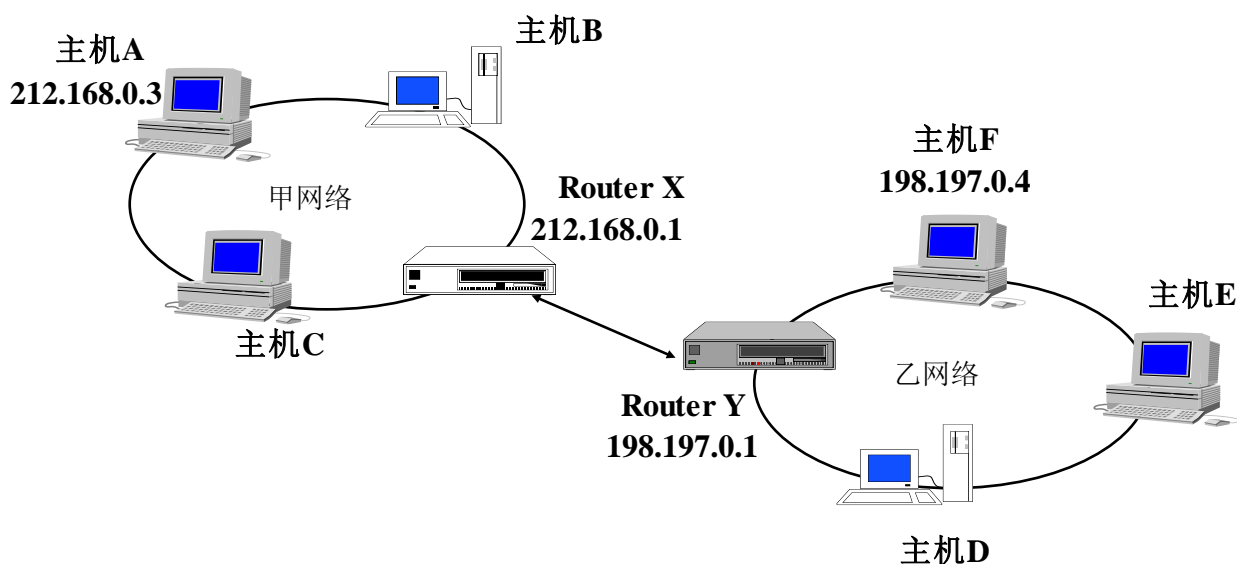 主机A
212.168.0.3
主机B
甲网络
Router X
212.168.0.1
主机C
主机F
198.197.0.4
主机E
乙网络
Router Y
198.197.0.1
主机D